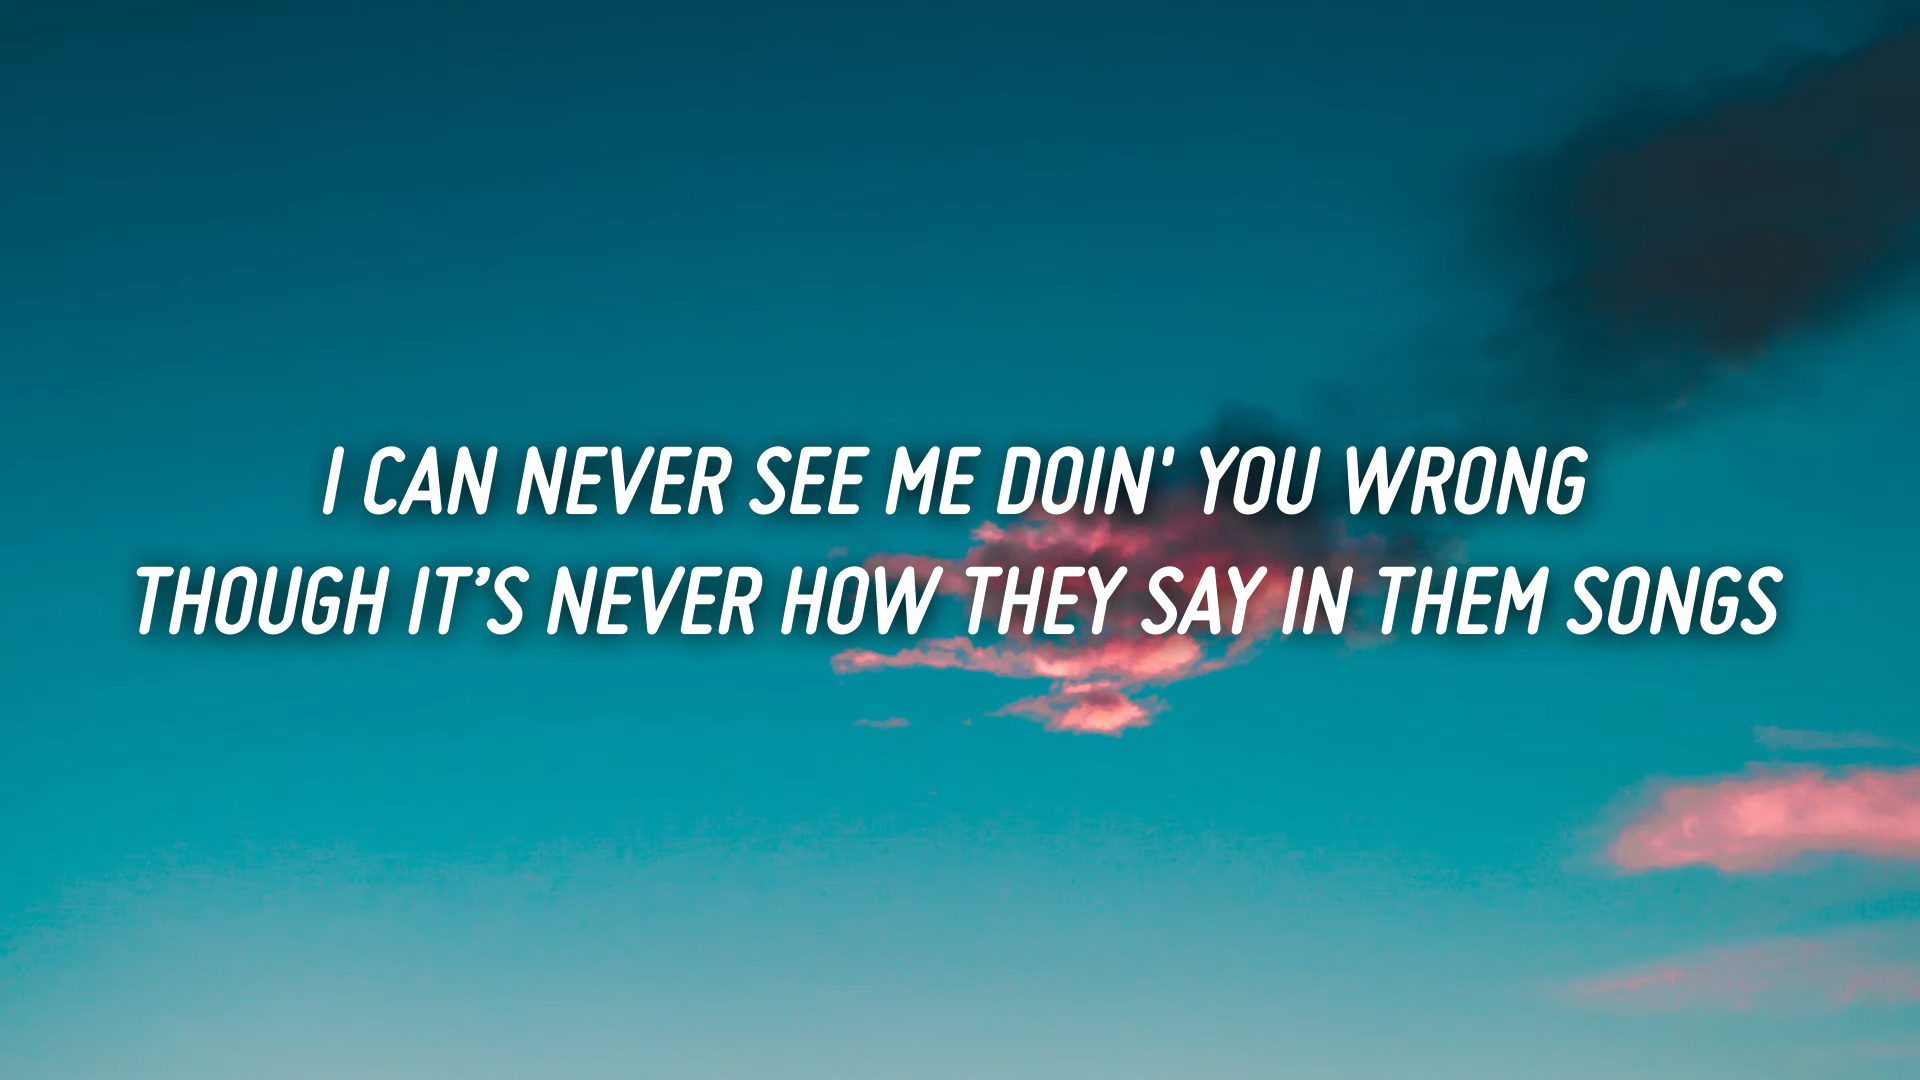 I CAN NEVER SEE ME DOIN' YOU WRONG
THOUGH IT’S NEVER HOW THEY SAY IN THEM SONGS